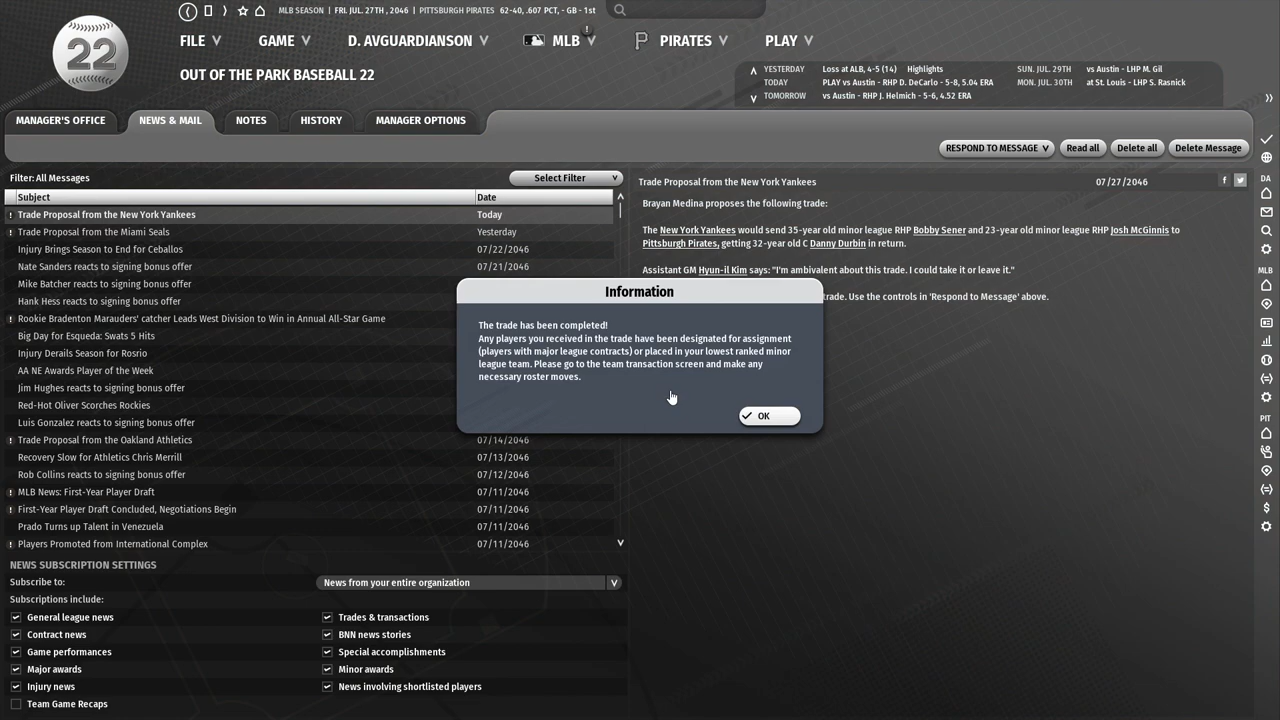 MLB SEASON | FRI. JUL. 27TH , 2046 | PITTSBURGH PIRATES 62-40, .607 PCT, - GB - 1st
22
FILE GAME D. AVGUARDIANSON MLB PIRATES PLAY
OUT OF THE PARK BASEBALL 22
YESTERDAY Loss at ALB, 4-5 (14) Highlights SUN. JUL. 29TH vs Austin - LHP M. Gil
TODAY PLAY vs Austin - RHP D. DeCarlo - 5-8, 5.04 ERA MON. JUL. 30TH at St. Louis - LHP S. Rasnick
TOMORROW vs Austin - RHP J. Helmich - 5-6, 4.52 ERA
MANAGER'S OFFICE NEWS & MAIL NOTES HISTORY MANAGER OPTIONS
RESPOND TO MESSAGE Read all Delete all Delete Message
Filter: All Messages Select Filter
Subject Date
Trade Proposal from the New York Yankees Today
Trade Proposal from the Miami Seals Yesterday
Injury Brings Season to End for Ceballos 07/22/2046
Nate Sanders reacts to signing bonus offer 07/21/2046
Mike Batcher reacts to signing bonus offer
Hank Hess reacts to signing bonus offer
Rookie Bradenton Marauders' catcher Leads West Division to Win in Annual All-Star Game
Big Day for Esqueda: Swats 5 Hits
Injury Derails Season for Rosrio
AA NE Awards Player of the Week
Jim Hughes reacts to signing bonus offer
Red-Hot Oliver Scorches Rockies
Luis Gonzalez reacts to signing bonus offer
Trade Proposal from the Oakland Athletics 07/14/2046
Recovery Slow for Athletics Chris Merrill 07/13/2046
Rob Collins reacts to signing bonus offer 07/12/2046
MLB News: First-Year Player Draft 07/11/2046
First-Year Player Draft Concluded, Negotiations Begin 07/11/2046
Prado Turns up Talent in Venezuela 07/11/2046
Players Promoted from International Complex 07/11/2046
Trade Proposal from the New York Yankees 07/27/2046
Brayan Medina proposes the following trade:
The New York Yankees would send 35-year old minor league RHP Bobby Sener and 23-year old minor league RHP Josh McGinnis to
Pittsburgh Pirates, getting 32-year old C Danny Durbin in return.
Assistant GM Hyun-il Kim says: "I'm ambivalent about this trade. I could take it or leave it."
trade. Use the controls in 'Respond to Message' above.
Information
The trade has been completed!
Any players you received in the trade have been designated for assignment
(players with major league contracts) or placed in your lowest ranked minor
league team. Please go to the team transaction screen and make any
necessary roster moves.
OK
NEWS SUBSCRIPTION SETTINGS
Subscribe to: News from your entire organization
Subscriptions include:
General league news Trades & transactions
Contract news BNN news stories
Game performances Special accomplishments
Major awards Minor awards
Injury news News involving shortlisted players
Team Game Recaps
DA
MLB
PIT